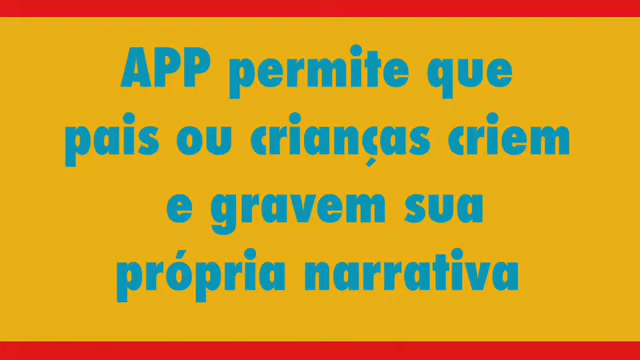 APP permite que
pais ou crianças criem
e gravem sua
própria narrativa